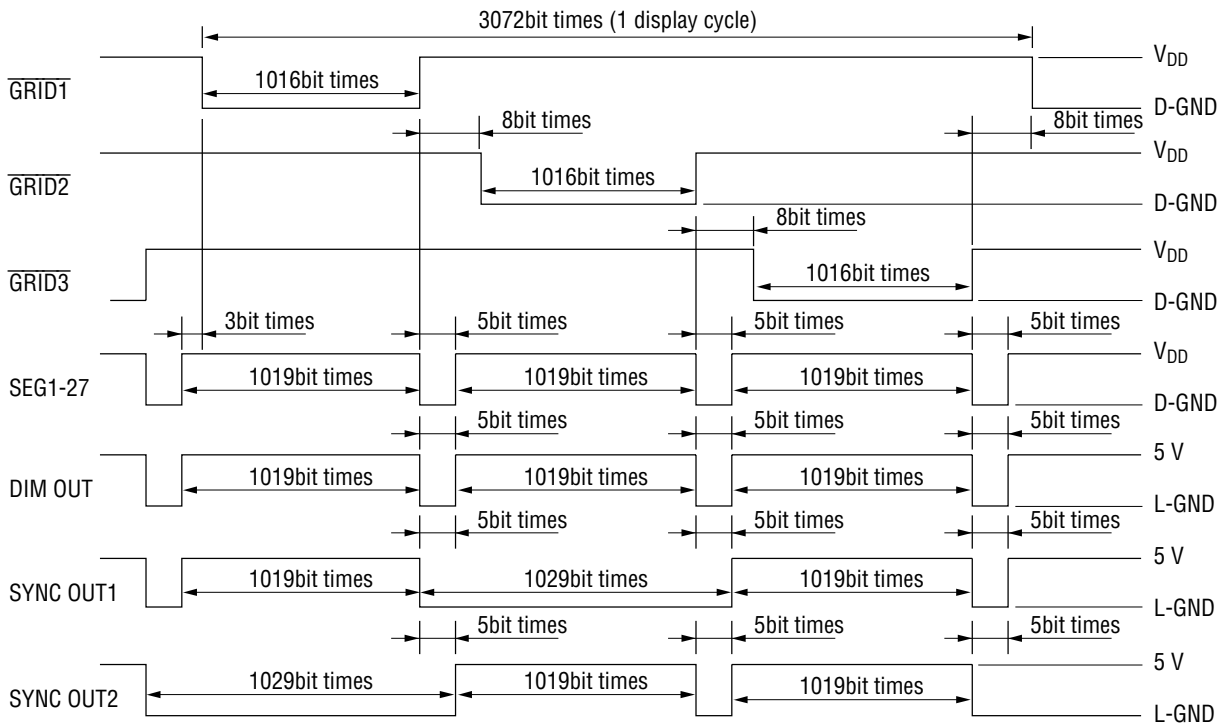 3072bit times (1 display cycle)
VDD
GRID1
1016bit times
D-GND
8bit times
8bit times
VDD
GRID2
1016bit times
D-GND
8bit times
VDD
GRID3
1016bit times
D-GND
3bit times
5bit times
5bit times
5bit times
VDD
SEG1-27
1019bit times
1019bit times
1019bit times
D-GND
5bit times
5bit times
5bit times
5 V
DIM OUT
1019bit times
1019bit times
1019bit times
L-GND
5bit times
5bit times
5bit times
5 V
SYNC OUT1
1019bit times
1029bit times
1019bit times
L-GND
5bit times
5bit times
5bit times
5 V
SYNC OUT2
1029bit times
1019bit times
1019bit times
L-GND